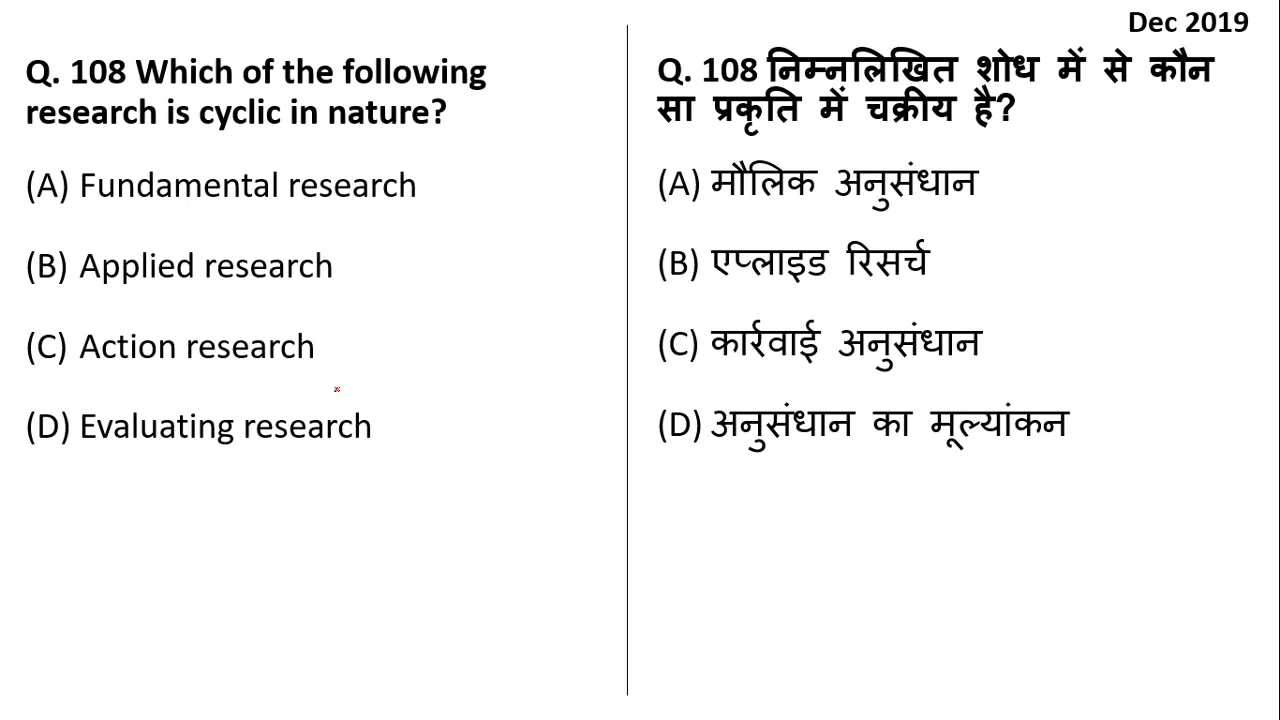 Dec 2019
Q. 108 Which of the following
research is cyclic in nature?
(A) Fundamental research
(B) Applied research
(C) Action research
(D) Evaluating research
Q. 108 निम्नलिखित शोध में से कौन
सा प्रकृति में चक्रीय है?
(A) मौलिक अनुसंधान
(B) एप्लाइड रिसर्च
(C) कार्रवाई अनुसंधान
(D) अनुसंधान का मूल्यांकन